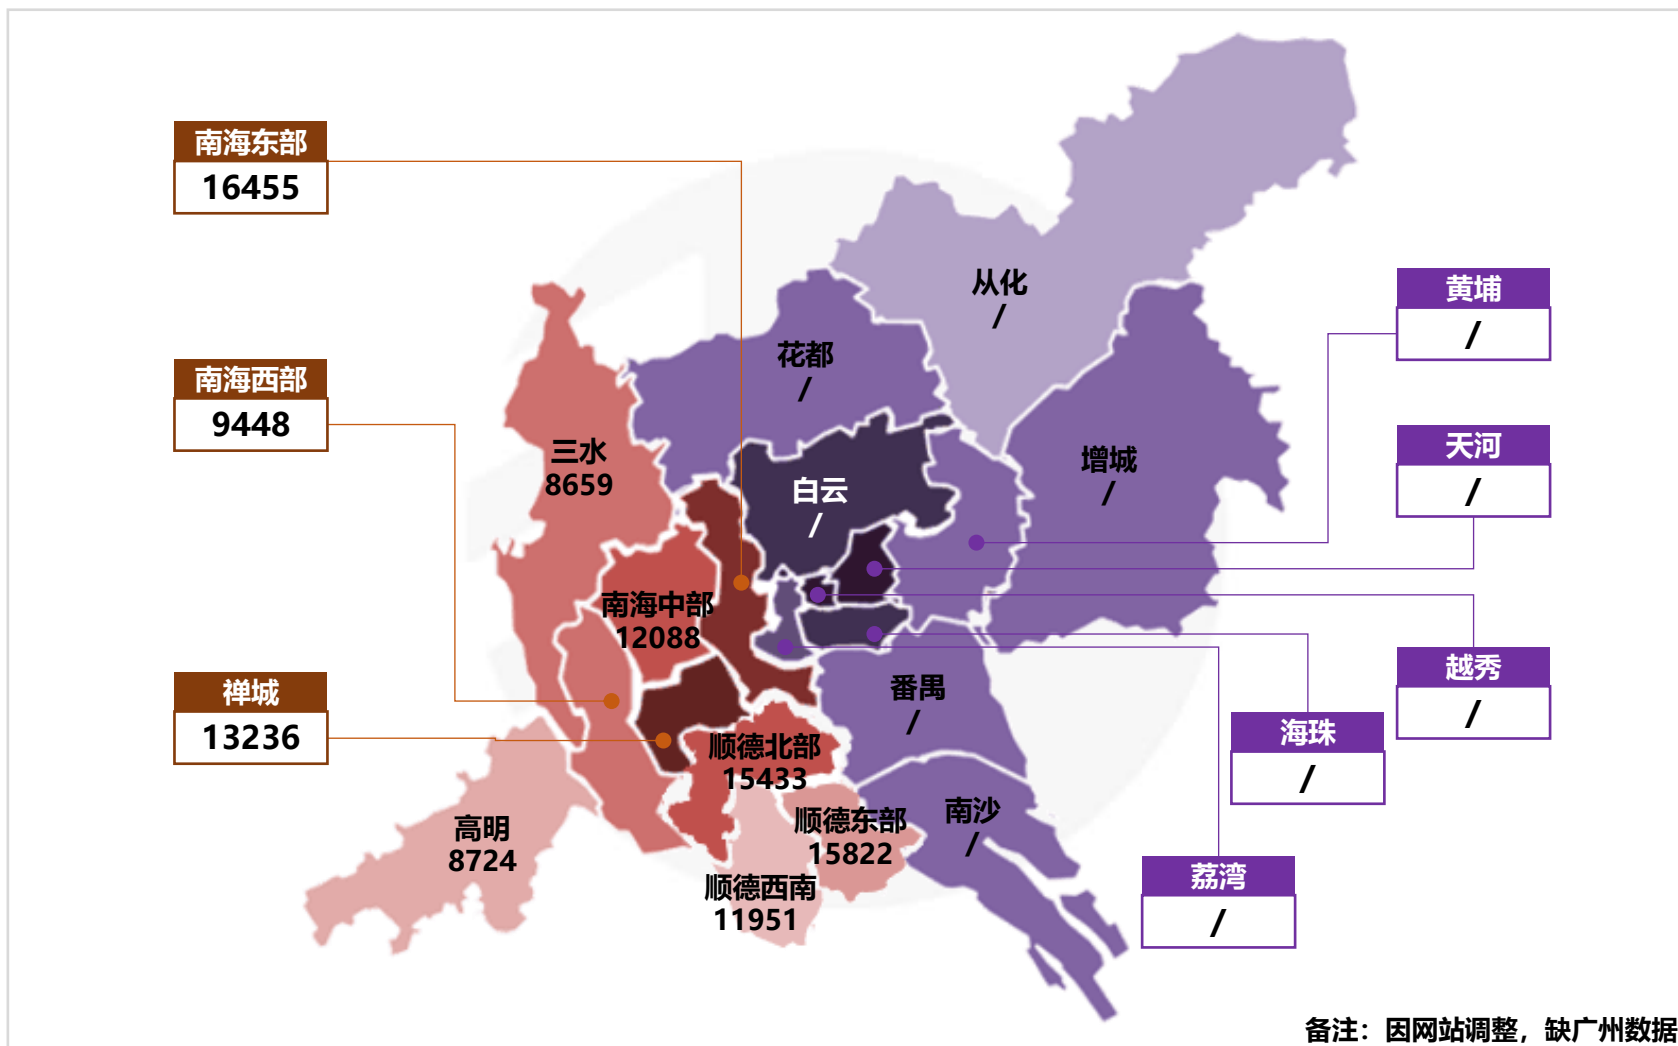 南海东部
16455
南海西部
9448
禅城
13236
三水
8659
南海中部
12088
高明
8724
顺德北部
15433
顺德东部
15822
顺德西南
11951
从化
/
花都
/
白云
/
增城
/
番禺
/
南沙
/
黄埔
/
天河
/
越秀
/
海珠
/
荔湾
/
备注：因网站调整，缺广州数据